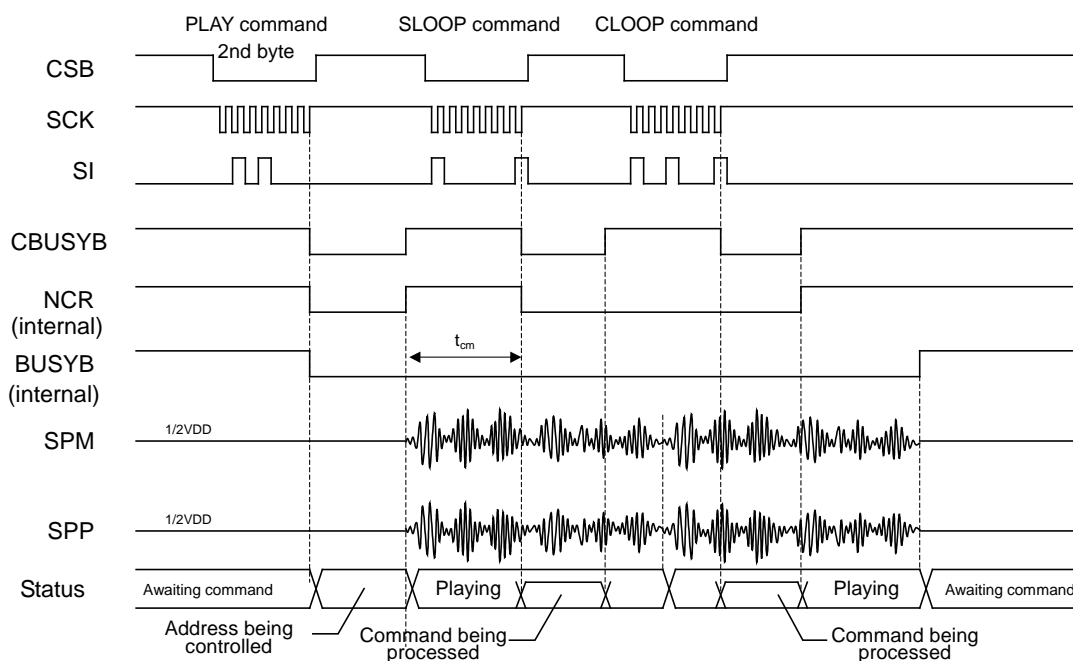 PLAY command
2nd byte
SLOOP command
CLOOP command
CSB
SCK
SI
CBUSYB
NCR
(internal)
tcm
BUSYB
(internal)
SPM
1/2VDD
SPP
1/2VDD
Status
Awaiting command
Playing
Playing
Awaiting command
Address being
controlled
Command being
processed
Command being
processed